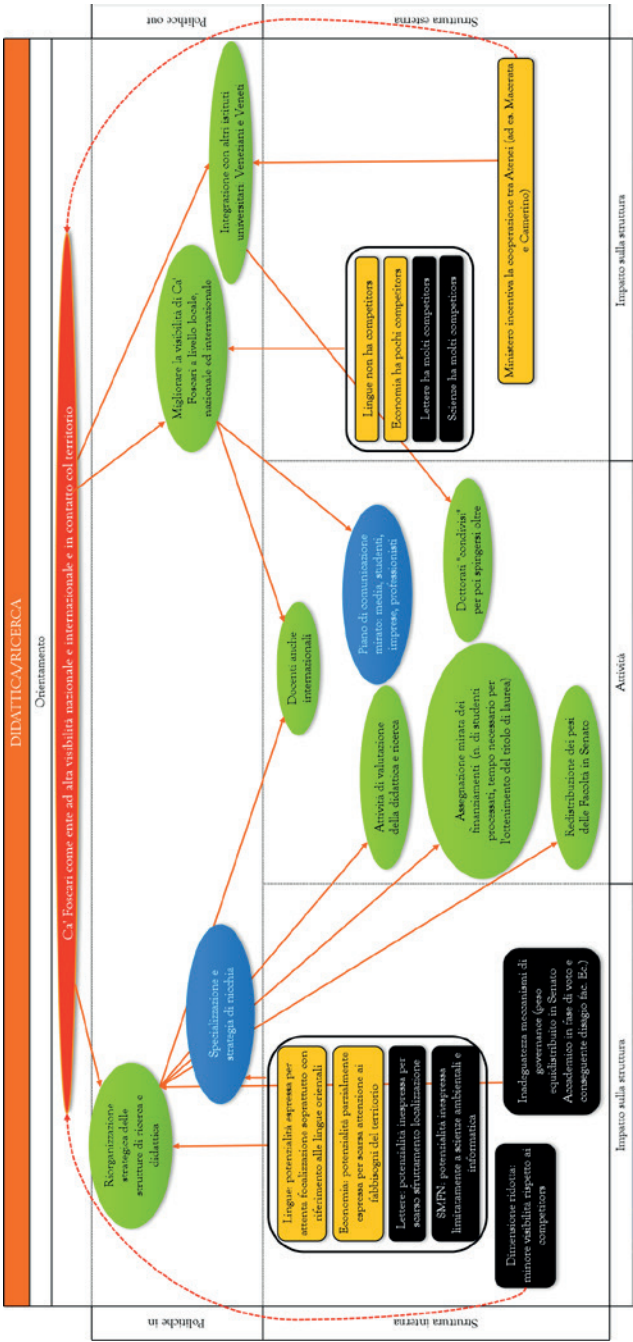 DIDATTICA/RICERCA
Orientamento
Ca' Foscari come ente ad alta visibilità nazionale e internazionale e in contatto col territorio
Politiche in
Politiche out
Riorganizzazione
strategica delle
strutture di ricerca e
didattica
Specializzazione e
strategia di nicchia
Migliorare la visibilità di Ca'
Foscari a livello locale,
nazionale ed internazionale
Integrazione con altri istituti
universitari Veneziani e Veneti
Struttura interna
Struttura esterna
Lingue: potenzialità espressa per
attenta focalizzazione soprattutto con
riferimento alle lingue orientali
Economia: potenzialità parzialmente
espressa per scarsa attenzione ai
fabbisogni del territorio
Lettere: potenzialità inespressa per
scarso sfruttamento localizzazione
SMFN: potenzialità inespressa
limitatamente a scienze ambientali e
informatica
Dimensione ridotta:
minore visibilità rispetto ai
competitors
Inadeguatezza meccanismi di
governance (peso
equidistribuito in Senato
Accademico in fase di voto e
conseguente disagio fac. Ec.)
Docenti anche
internazionali
Attività di valutazione
della didattica e ricerca
Piano di comunicazione
mirato: media, studenti,
imprese, professionisti
Assegnazione mirata dei
finanziamenti (n. di studenti
processati, tempo necessario per
l'ottenimento del titolo di laurea)
Dottorati "condivisi"
per poi spingersi oltre
Redistribuzione dei pesi
delle Facoltà in Senato
Lingue non ha competitors
Economia ha pochi competitors
Lettere ha molti competitors
Scienze ha molti competitors
Ministero incentiva la cooperazione tra Atenei (ad es. Macerata
e Camerino)
Impatto sulla struttura
Attività
Impatto sulla struttura